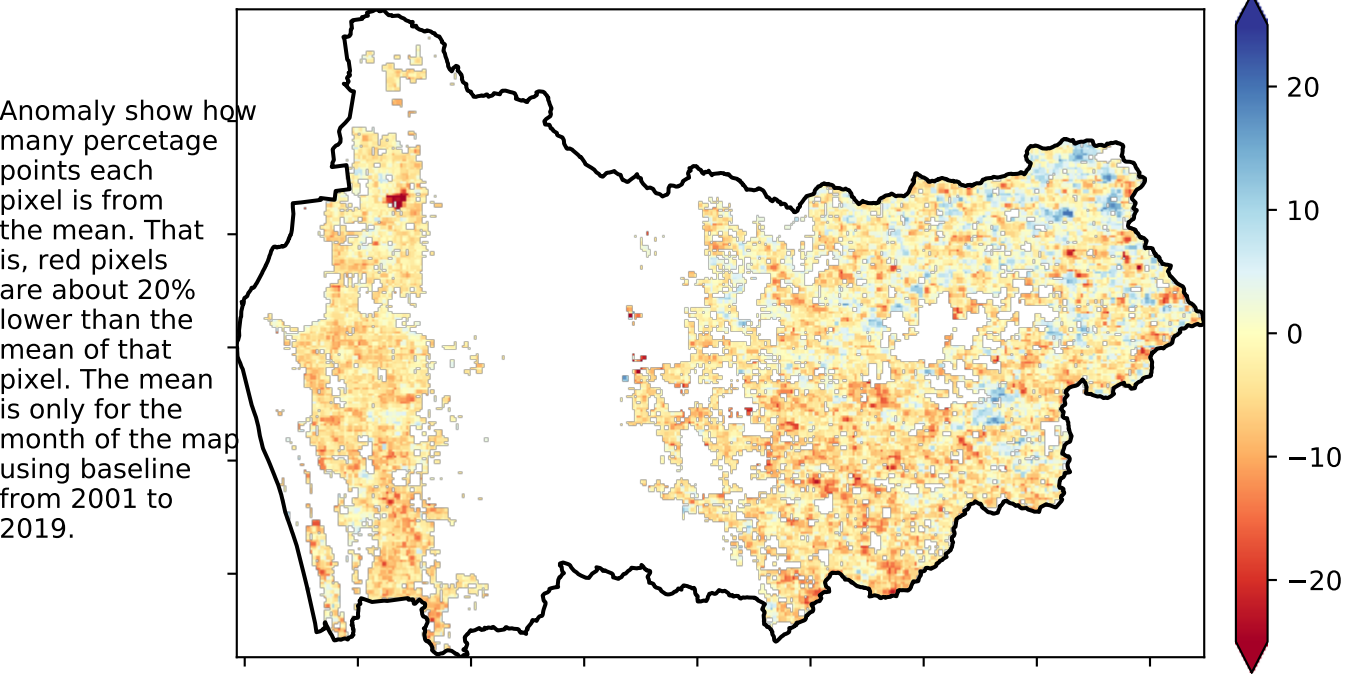 Anomaly show how
many percetage
points each
pixel is from
the mean. That
is, red pixels
are about 20%
lower than the
mean of that
pixel. The mean
is only for the
month of the map
using baseline
from 2001 to
2019.
20
10
0
−10
−20